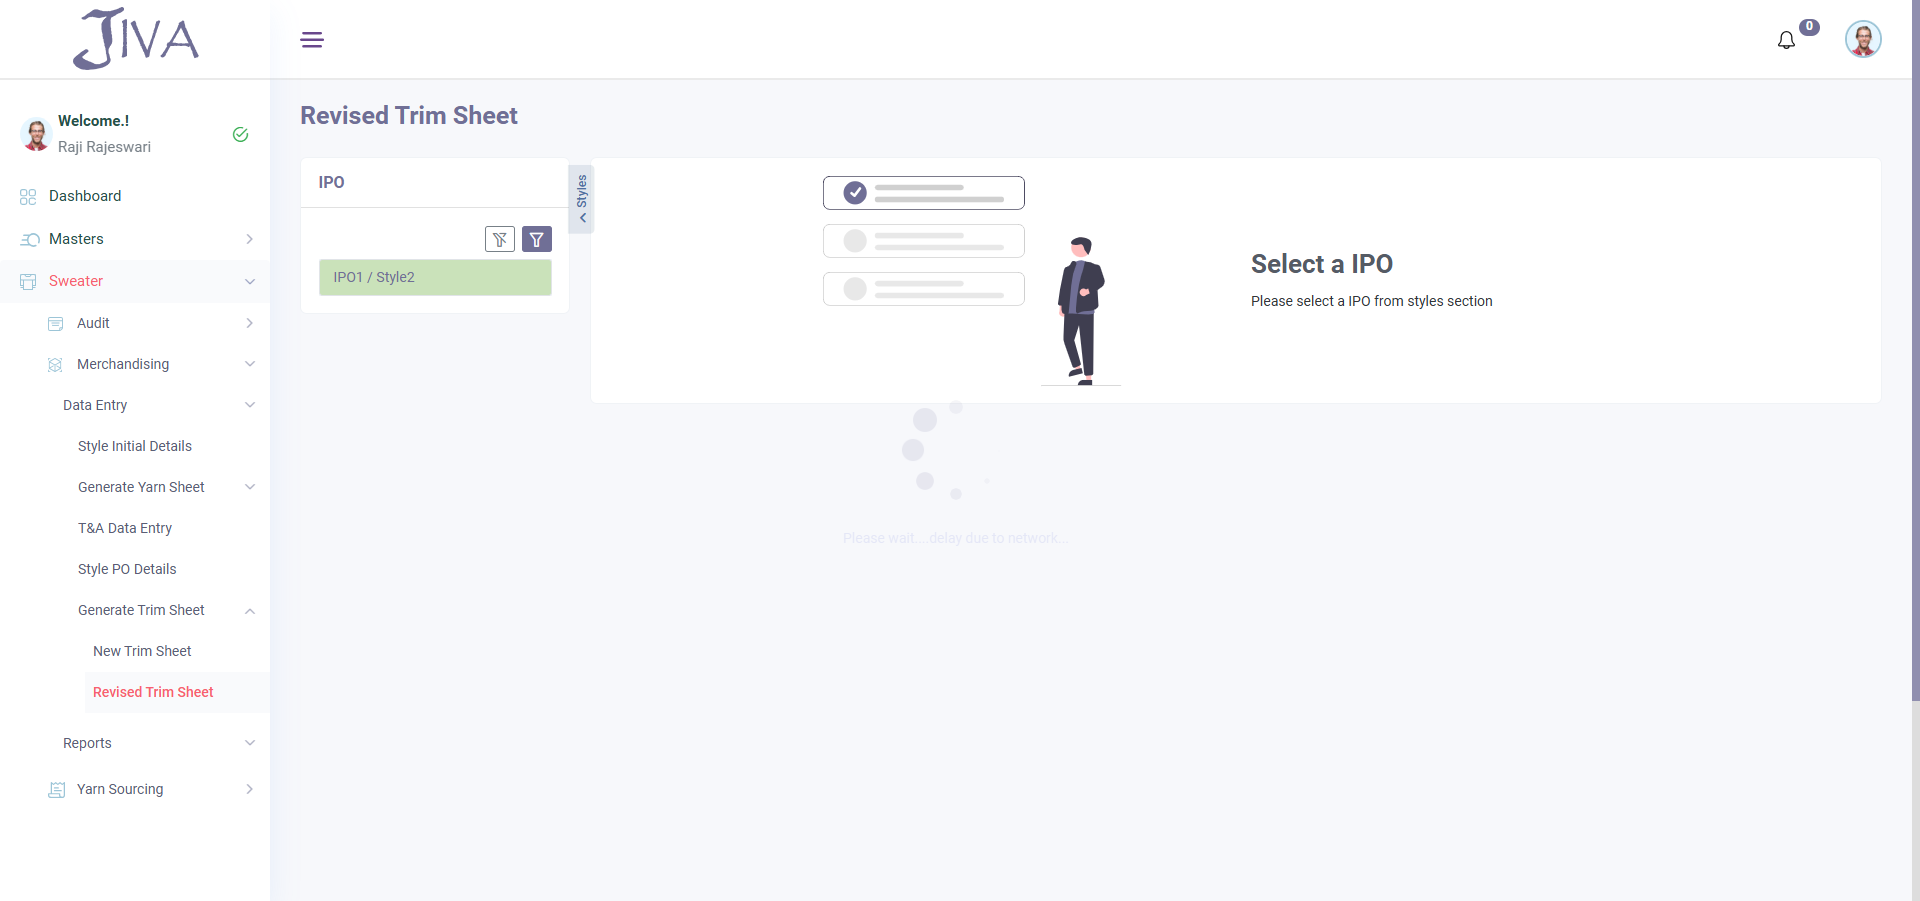 JIVA
0
Welcome.!
Raji Rajeswari
Dashboard
Masters
Sweater
Audit
Merchandising
Data Entry
Style Initial Details
Generate Yarn Sheet
T&A Data Entry
Style PO Details
Generate Trim Sheet
New Trim Sheet
Revised Trim Sheet
Reports
Yarn Sourcing
Revised Trim Sheet
IPO
IPO1 / Style2
Styles
Select a IPO
Please select a IPO from styles section
Please wait....delay due to network...